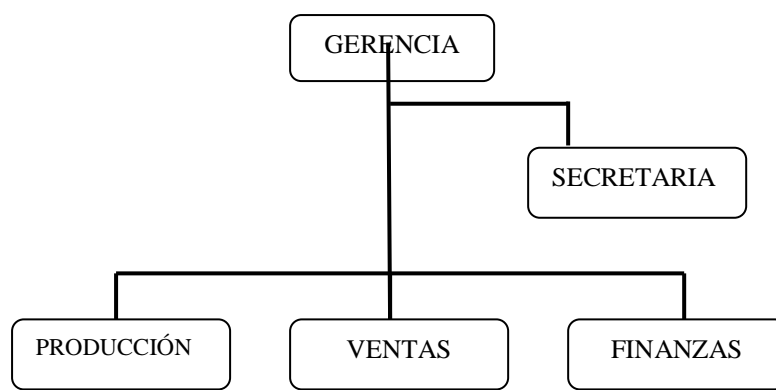 GERENCIA
SECRETARIA
PRODUCCIÓN
VENTAS
FINANZAS